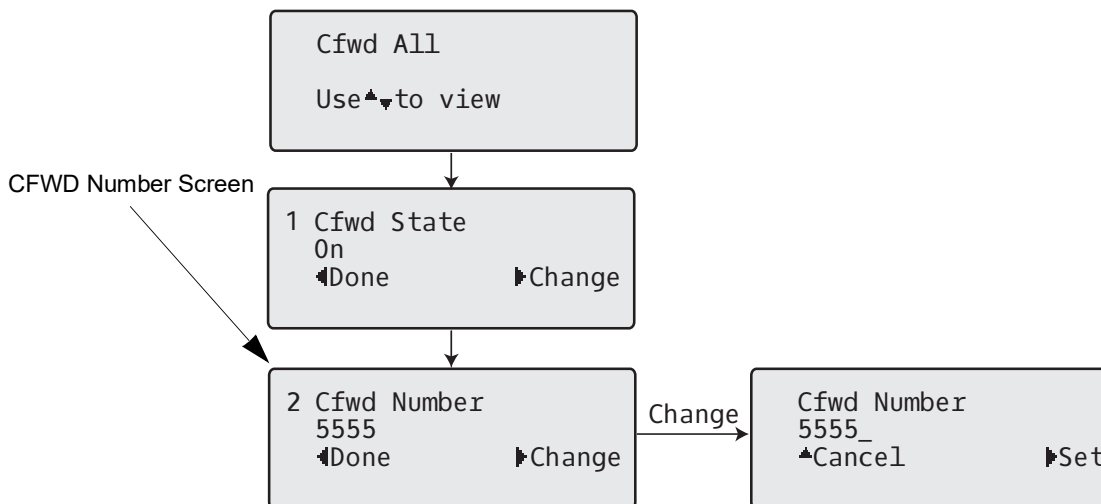 Cfwd All
Use▲▼to view
CFWD Number Screen
1 Cfwd State
On
◀Done ▶Change
2 Cfwd Number
5555
◀Done ▶Change
Change
Cfwd Number
5555_
▲Cancel ▶Set